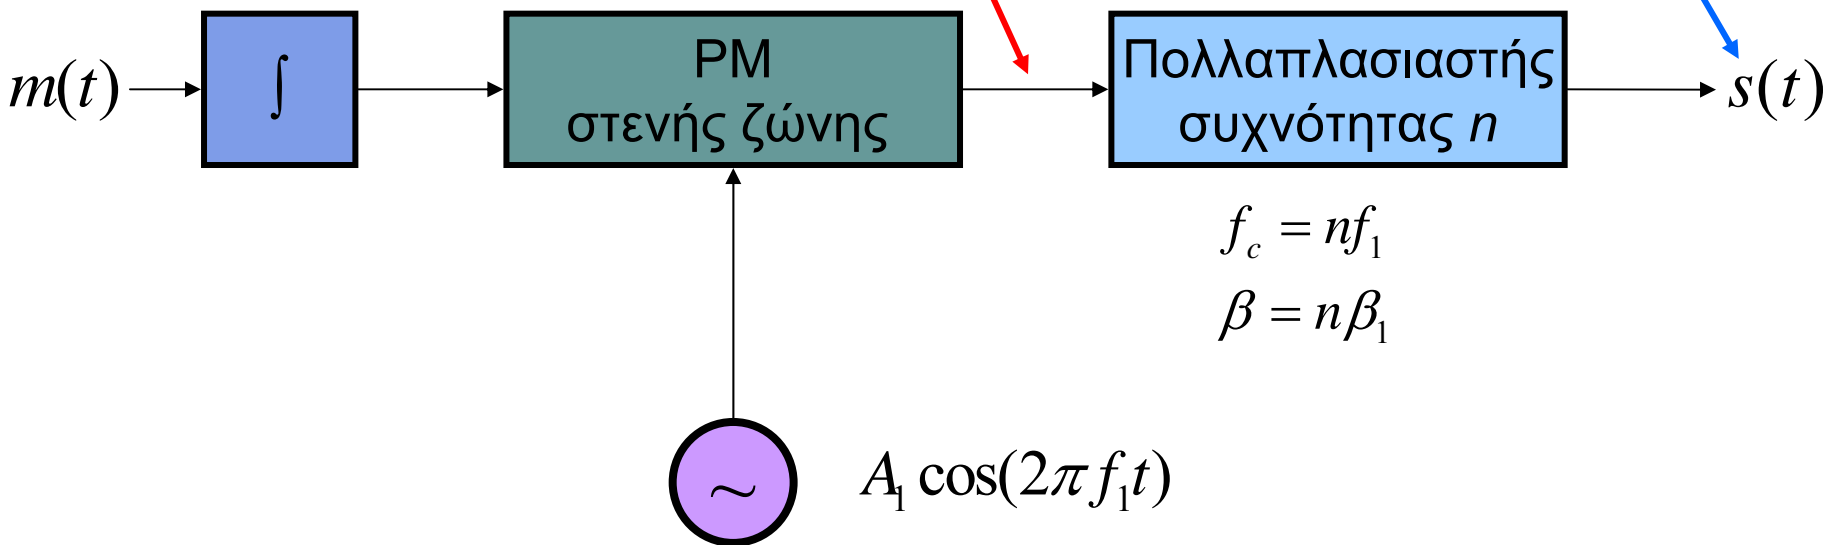 m(t)
∫
PM
στενής ζώνης
Πολλαπλασιαστής
συχνότητας n
s(t)
f_c = nf_1
β = nβ_1
~
A_1 cos(2πf_1t)